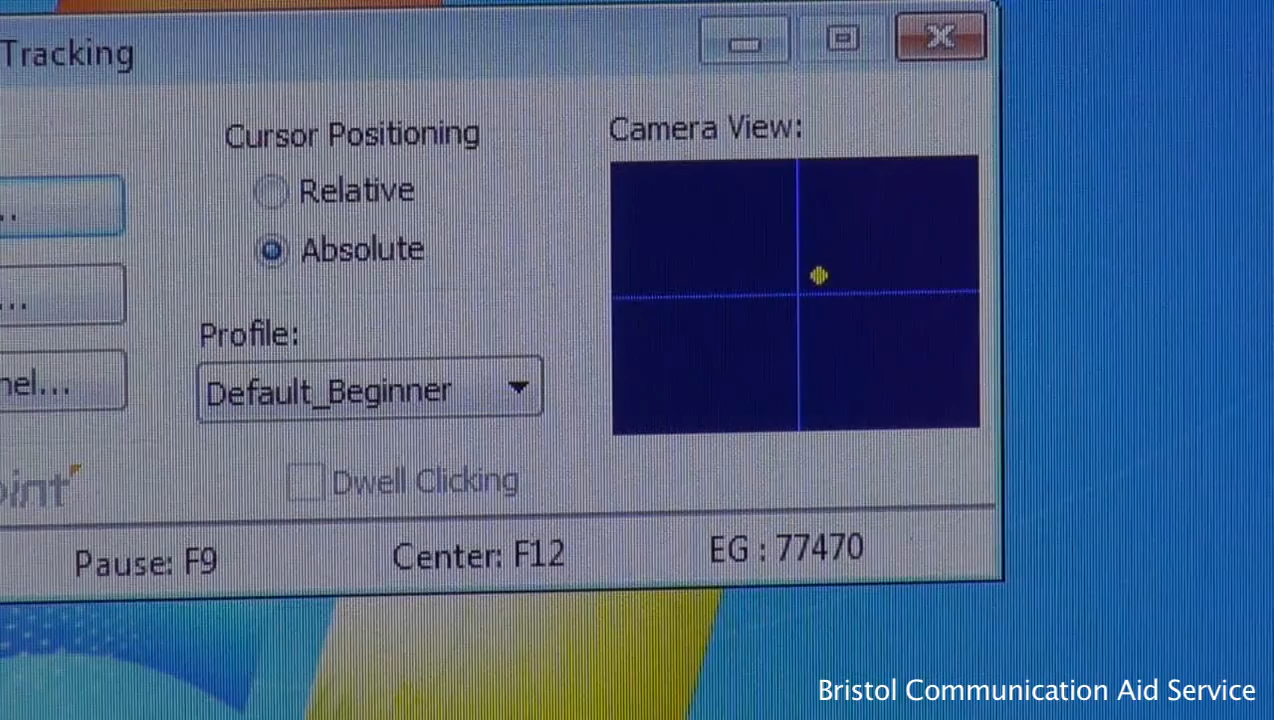 Tracking
Cursor Positioning
Relative
Absolute
Profile:
Default_Beginner
Dwell Clicking
Camera View:
Pause: F9
Center: F12
EG : 77470
Bristol Communication Aid Service